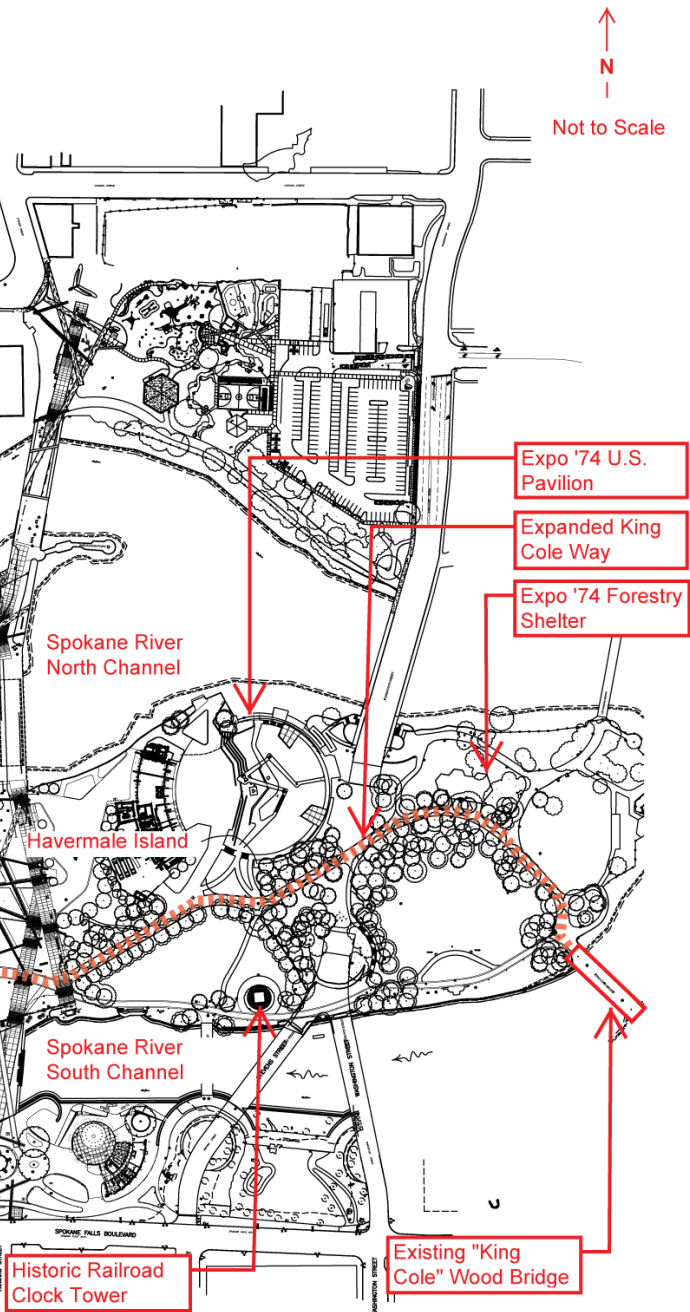 N
Not to Scale
Expo '74 U.S.
Pavilion
Expanded King
Cole Way
Expo '74 Forestry
Shelter
Spokane River
North Channel
Havermale Island
Spokane River
South Channel
STEVENS STREET
WASHINGTON STREET
SPOKANE FALLS BOULEVARD
Historic Railroad
Clock Tower
Existing "King
Cole" Wood Bridge